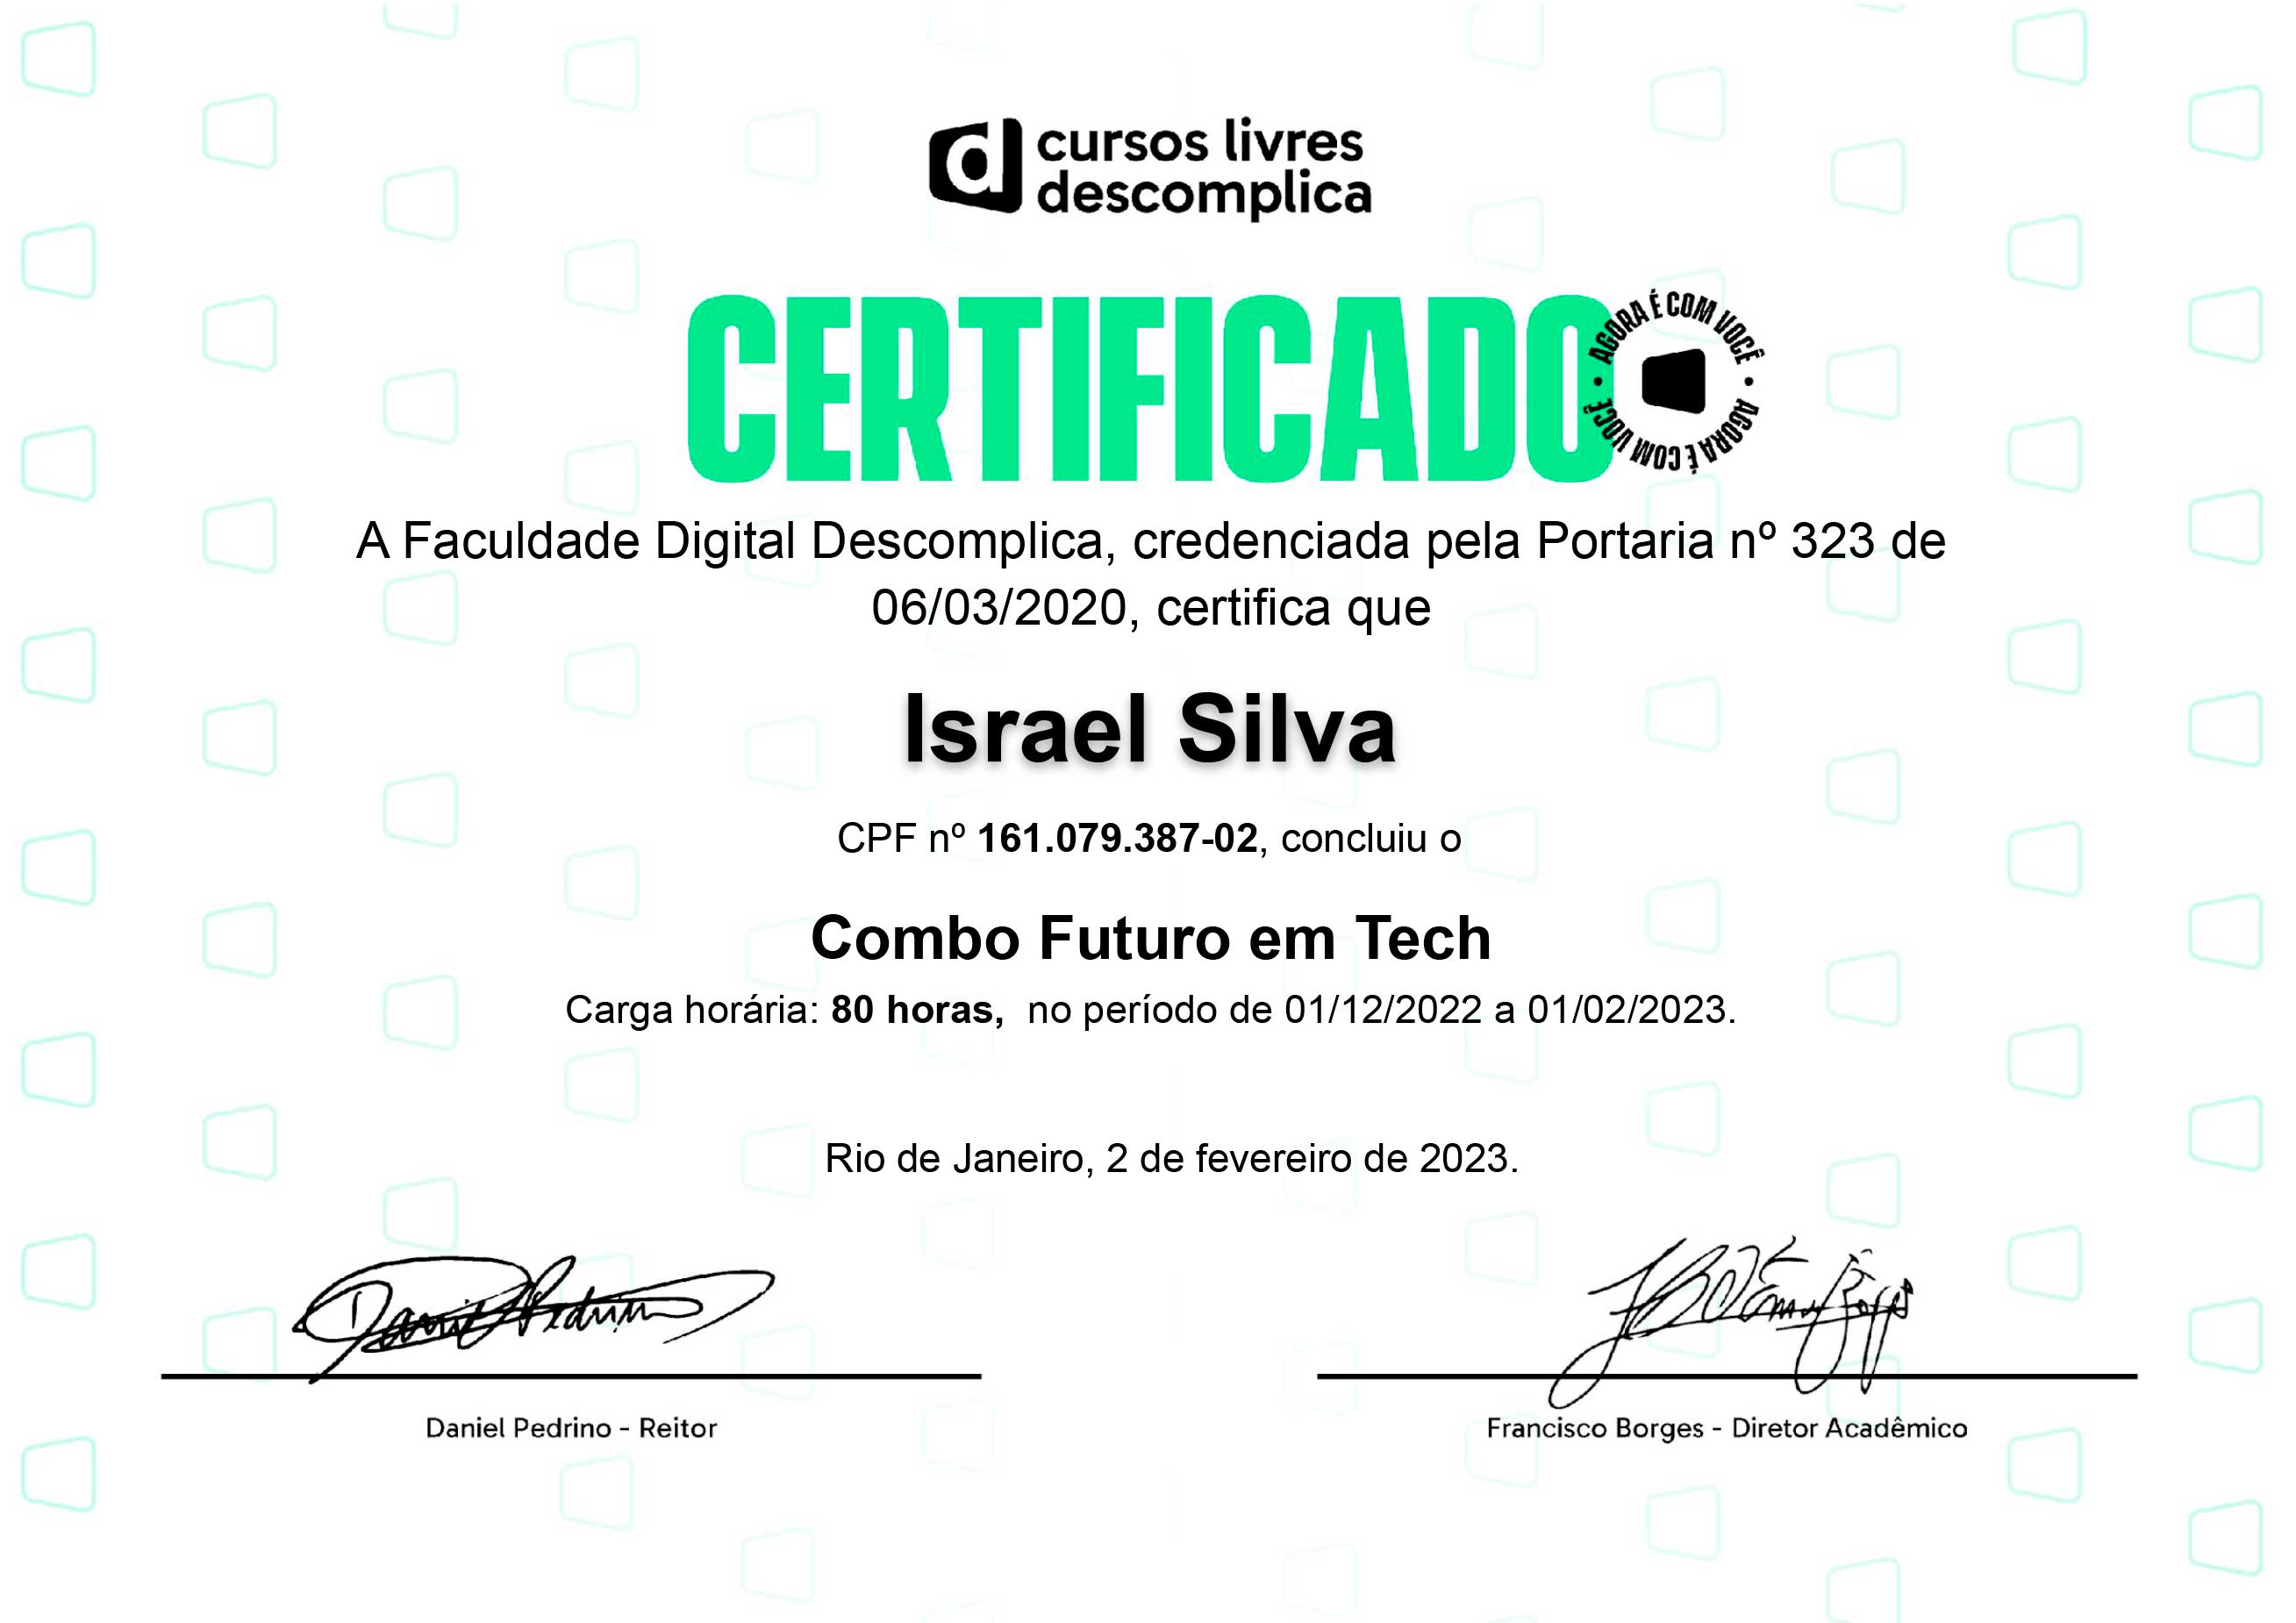 cursos livres
descomplica
CERTIFICADO
AGORA É COM VOCÊ • AGORA É COM VOCÊ •
A Faculdade Digital Descomplica, credenciada pela Portaria nº 323 de
06/03/2020, certifica que
Israel Silva
CPF nº 161.079.387-02, concluiu o
Combo Futuro em Tech
Carga horária: 80 horas, no período de 01/12/2022 a 01/02/2023.
Rio de Janeiro, 2 de fevereiro de 2023.
Daniel Pedrino - Reitor
Francisco Borges - Diretor Acadêmico